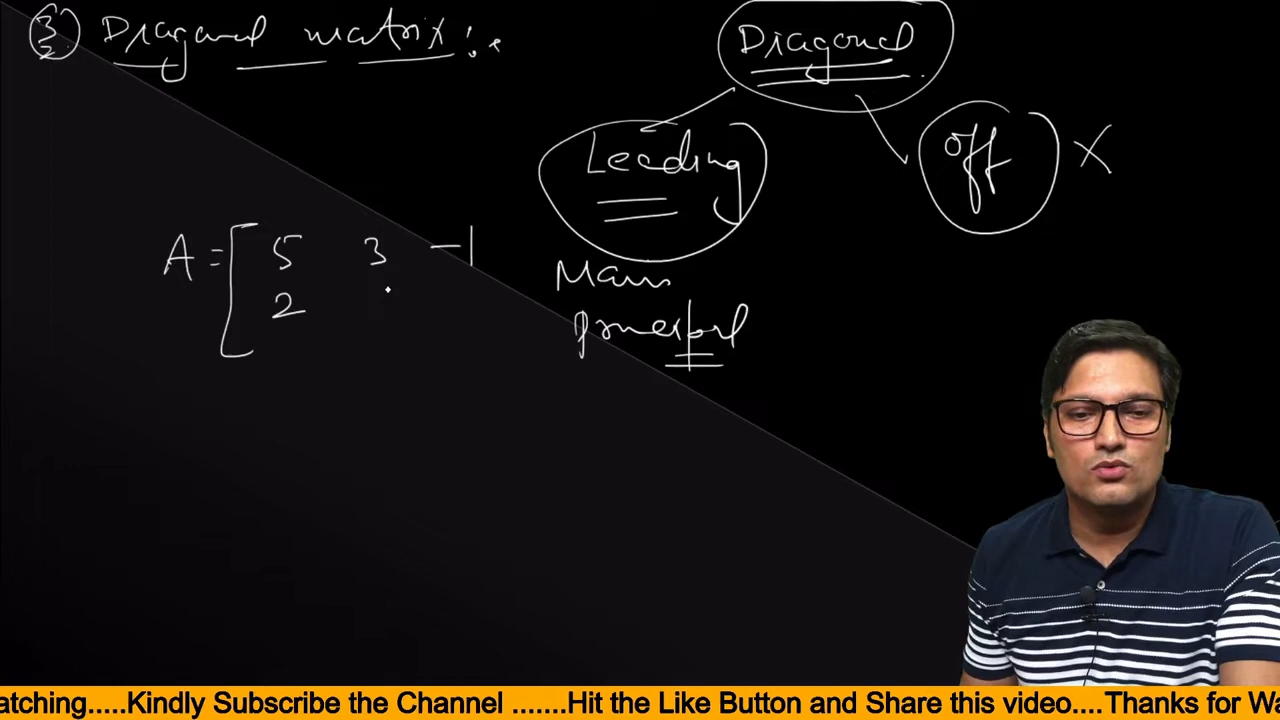 3 Diagonal matrix :.
Diagonal
Leading
off X
A = [ 5 3 -1
2
Main
principal
atching.....Kindly Subscribe the Channel .......Hit the Like Button and Share this video....Thanks for Wa